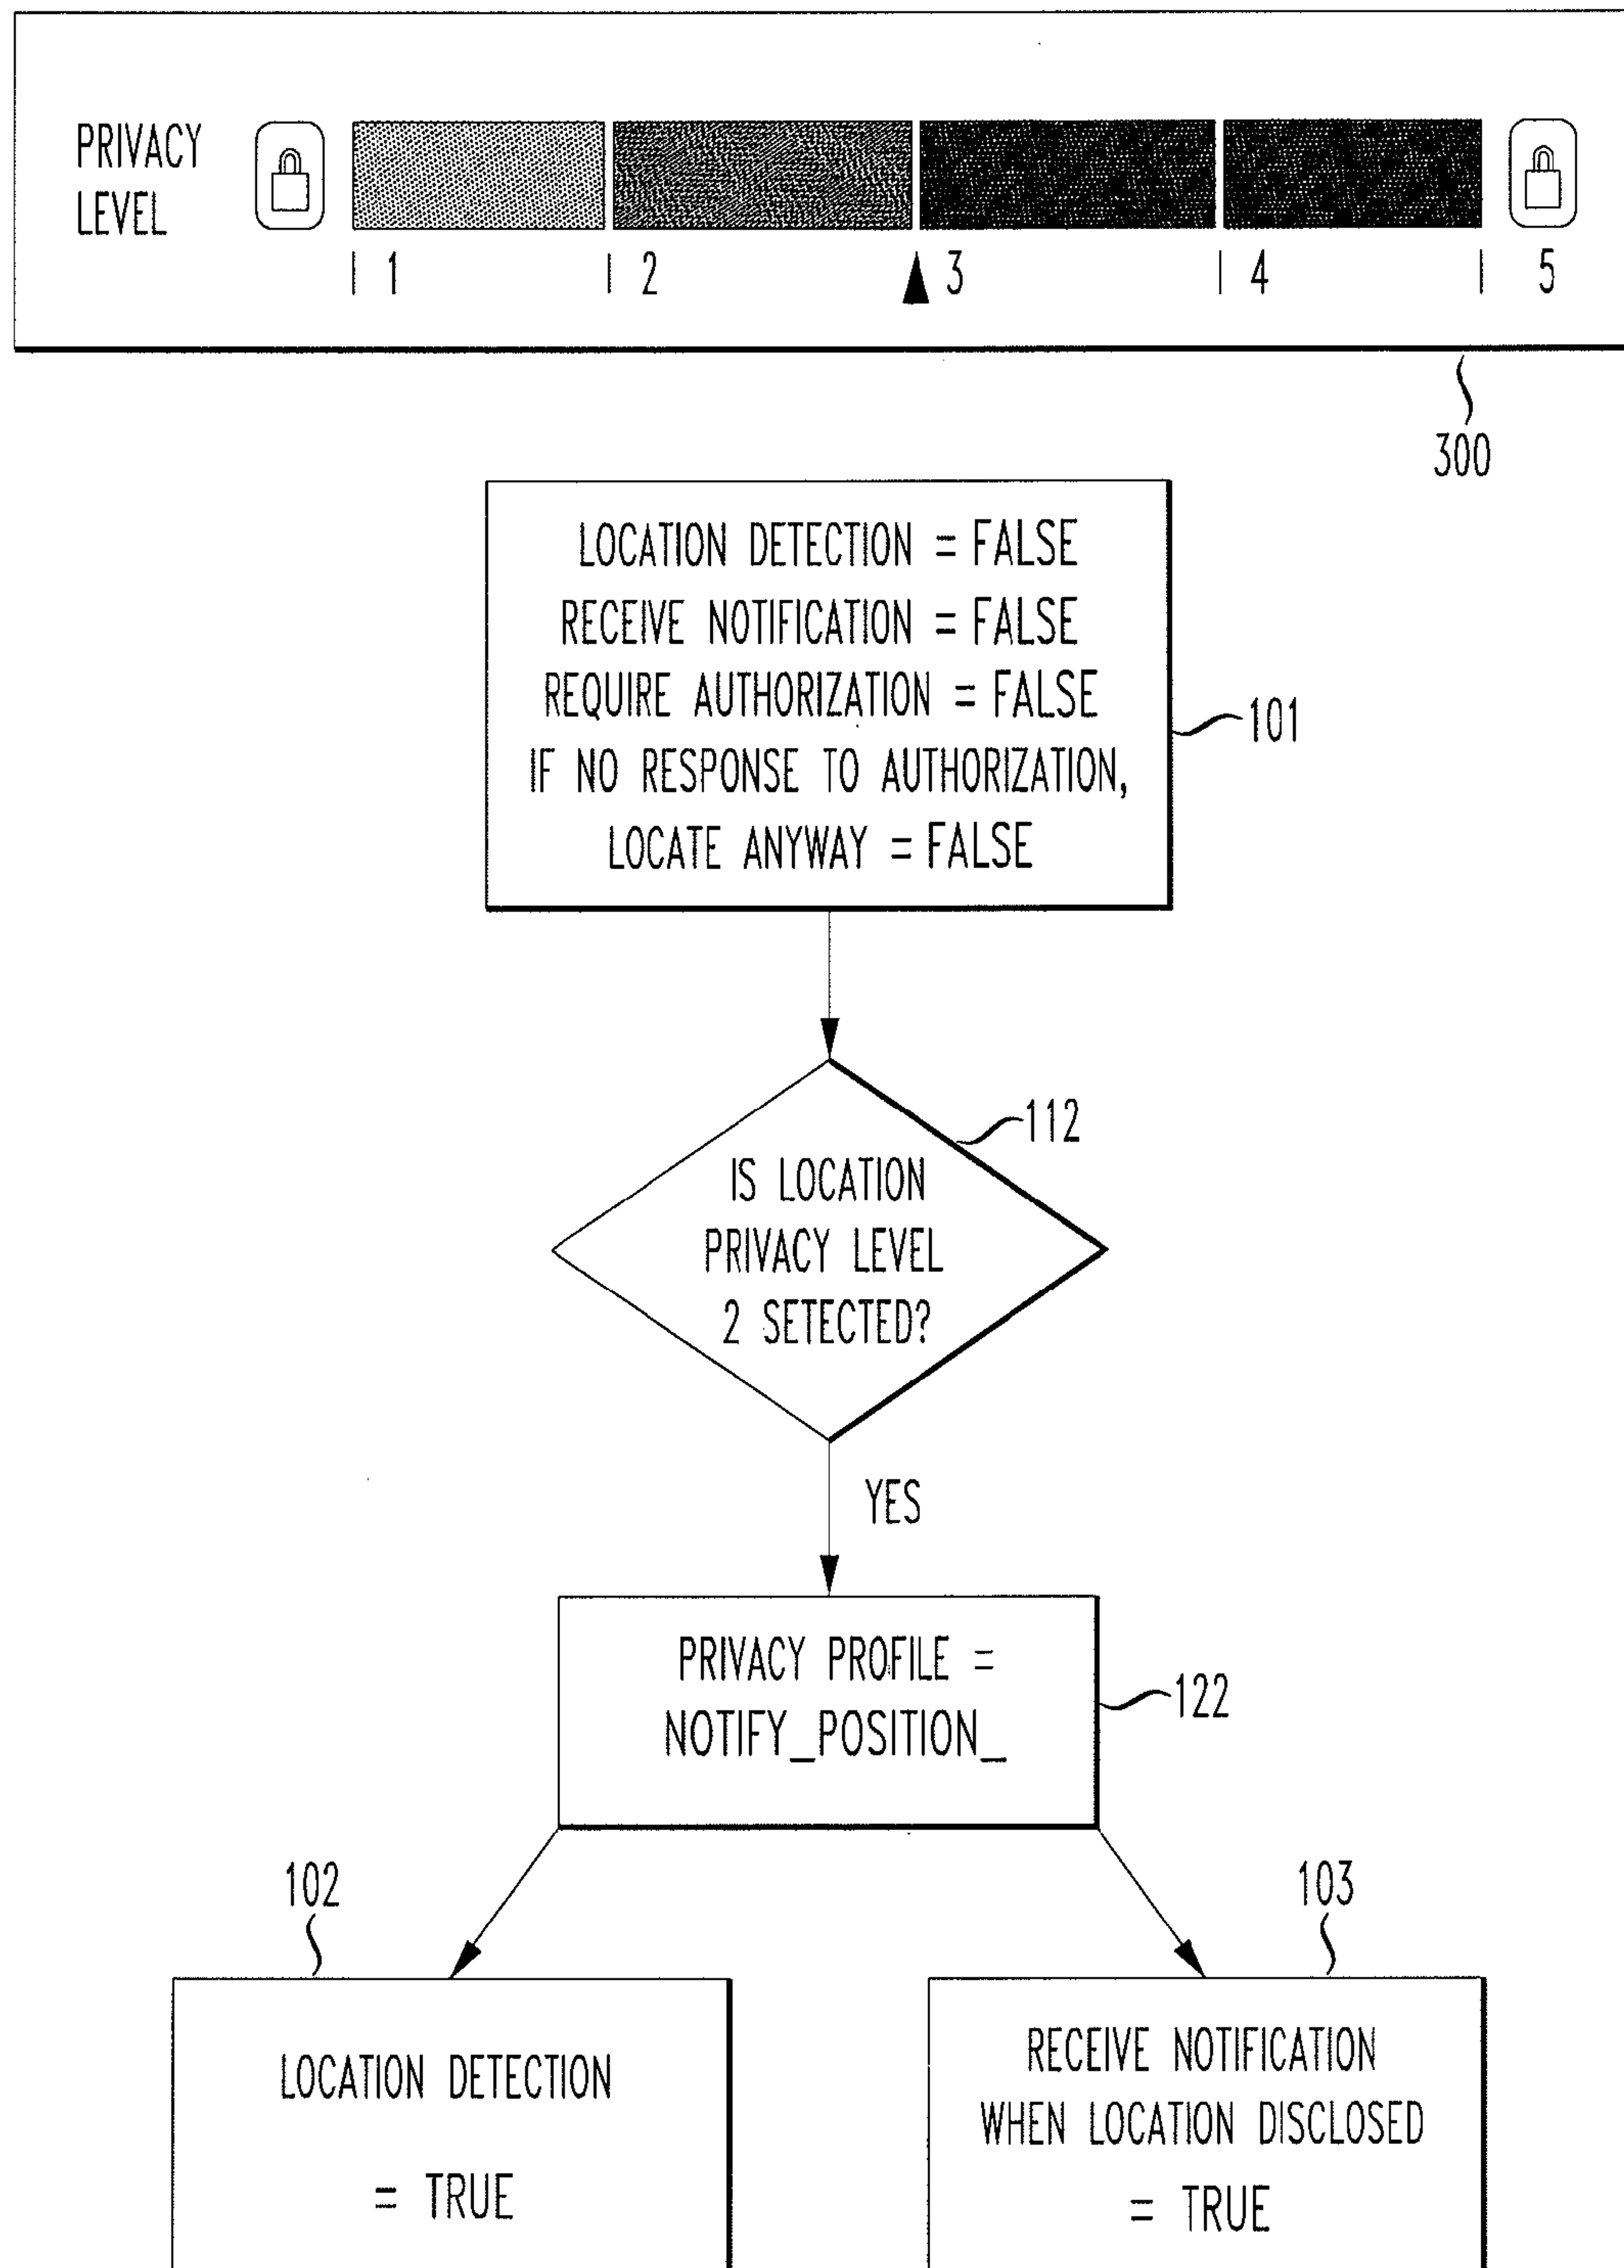 PRIVACY
LEVEL
1 2 3 4 5
300
LOCATION DETECTION = FALSE
RECEIVE NOTIFICATION = FALSE
REQUIRE AUTHORIZATION = FALSE
IF NO RESPONSE TO AUTHORIZATION,
LOCATE ANYWAY = FALSE
101
112
IS LOCATION
PRIVACY LEVEL
2 SETECTED?
YES
PRIVACY PROFILE =
NOTIFY_POSITION_
122
102
LOCATION DETECTION
= TRUE
103
RECEIVE NOTIFICATION
WHEN LOCATION DISCLOSED
= TRUE